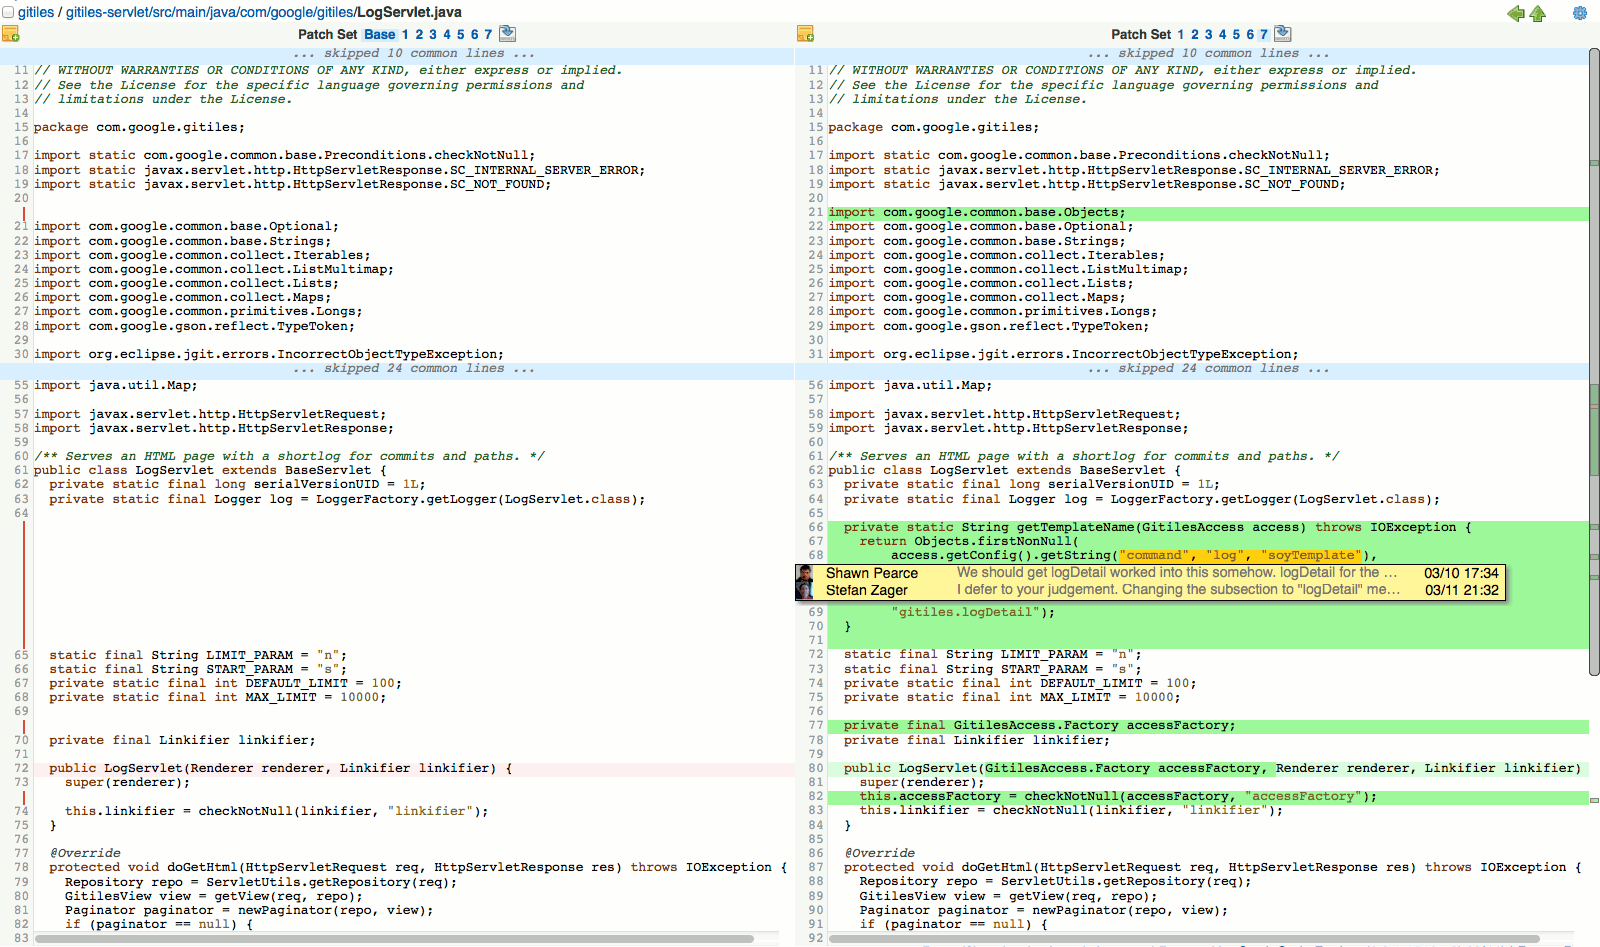 gitiles / gitiles-servlet/src/main/java/com/google/gitiles/LogServlet.java
Patch Set Base 1 2 3 4 5 6 7
... skipped 10 common lines ...
11 // WITHOUT WARRANTIES OR CONDITIONS OF ANY KIND, either express or implied.
12 // See the License for the specific language governing permissions and
13 // limitations under the License.
14
15 package com.google.gitiles;
16
17 import static com.google.common.base.Preconditions.checkNotNull;
18 import static javax.servlet.http.HttpServletResponse.SC_INTERNAL_SERVER_ERROR;
19 import static javax.servlet.http.HttpServletResponse.SC_NOT_FOUND;
20
21 import com.google.common.base.Optional;
22 import com.google.common.base.Strings;
23 import com.google.common.collect.Iterables;
24 import com.google.common.collect.ListMultimap;
25 import com.google.common.collect.Lists;
26 import com.google.common.collect.Maps;
27 import com.google.common.primitives.Longs;
28 import com.google.gson.reflect.TypeToken;
29
30 import org.eclipse.jgit.errors.IncorrectObjectTypeException;
... skipped 24 common lines ...
55 import java.util.Map;
56
57 import javax.servlet.http.HttpServletRequest;
58 import javax.servlet.http.HttpServletResponse;
59
60 /** Serves an HTML page with a shortlog for commits and paths. */
61 public class LogServlet extends BaseServlet {
62 private static final long serialVersionUID = 1L;
63 private static final Logger log = LoggerFactory.getLogger(LogServlet.class);
64
65 static final String LIMIT_PARAM = "n";
66 static final String START_PARAM = "s";
67 private static final int DEFAULT_LIMIT = 100;
68 private static final int MAX_LIMIT = 10000;
69
70 private final Linkifier linkifier;
71
72 public LogServlet(Renderer renderer, Linkifier linkifier) {
73 super(renderer);
74 this.linkifier = checkNotNull(linkifier, "linkifier");
75 }
76
77 @Override
78 protected void doGetHtml(HttpServletRequest req, HttpServletResponse res) throws IOException {
79 Repository repo = ServletUtils.getRepository(req);
80 GitilesView view = getView(req, repo);
81 Paginator paginator = newPaginator(repo, view);
82 if (paginator == null) {
83
Patch Set 1 2 3 4 5 6 7
... skipped 10 common lines ...
11 // WITHOUT WARRANTIES OR CONDITIONS OF ANY KIND, either express or implied.
12 // See the License for the specific language governing permissions and
13 // limitations under the License.
14
15 package com.google.gitiles;
16
17 import static com.google.common.base.Preconditions.checkNotNull;
18 import static javax.servlet.http.HttpServletResponse.SC_INTERNAL_SERVER_ERROR;
19 import static javax.servlet.http.HttpServletResponse.SC_NOT_FOUND;
20
21 import com.google.common.base.Objects;
22 import com.google.common.base.Optional;
23 import com.google.common.base.Strings;
24 import com.google.common.collect.Iterables;
25 import com.google.common.collect.ListMultimap;
26 import com.google.common.collect.Lists;
27 import com.google.common.collect.Maps;
28 import com.google.common.primitives.Longs;
29 import com.google.gson.reflect.TypeToken;
30
31 import org.eclipse.jgit.errors.IncorrectObjectTypeException;
... skipped 24 common lines ...
56 import java.util.Map;
57
58 import javax.servlet.http.HttpServletRequest;
59 import javax.servlet.http.HttpServletResponse;
60
61 /** Serves an HTML page with a shortlog for commits and paths. */
62 public class LogServlet extends BaseServlet {
63 private static final long serialVersionUID = 1L;
64 private static final Logger log = LoggerFactory.getLogger(LogServlet.class);
65
66 private static String getTemplateName(GitilesAccess access) throws IOException {
67 return Objects.firstNonNull(
68 access.getConfig().getString("command", "log", "soyTemplate"),
Shawn Pearce We should get logDetail worked into this somehow. logDetail for the ... 03/10 17:34
Stefan Zager I defer to your judgement. Changing the subsection to "logDetail" me... 03/11 21:32
69 "gitiles.logDetail");
70 }
71
72 static final String LIMIT_PARAM = "n";
73 static final String START_PARAM = "s";
74 private static final int DEFAULT_LIMIT = 100;
75 private static final int MAX_LIMIT = 10000;
76
77 private final GitilesAccess.Factory accessFactory;
78 private final Linkifier linkifier;
79
80 public LogServlet(GitilesAccess.Factory accessFactory, Renderer renderer, Linkifier linkifier)
81 super(renderer);
82 this.accessFactory = checkNotNull(accessFactory, "accessFactory");
83 this.linkifier = checkNotNull(linkifier, "linkifier");
84 }
85
86 @Override
87 protected void doGetHtml(HttpServletRequest req, HttpServletResponse res) throws IOException {
88 Repository repo = ServletUtils.getRepository(req);
89 GitilesView view = getView(req, repo);
90 Paginator paginator = newPaginator(repo, view);
91 if (paginator == null) {
92